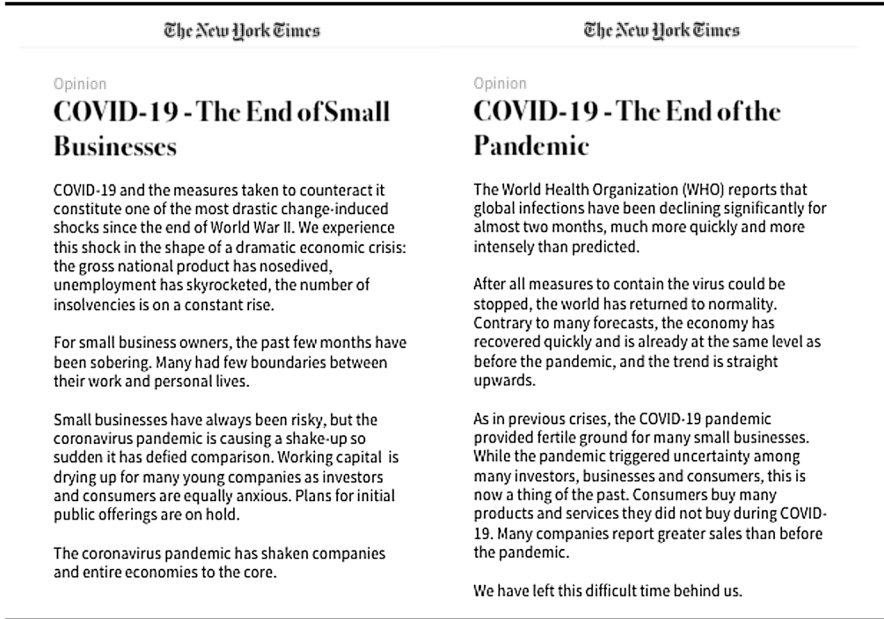 The New York Times
Opinion
COVID-19 - The End of Small
Businesses
COVID-19 and the measures taken to counteract it
constitute one of the most drastic change-induced
shocks since the end of World War II. We experience
this shock in the shape of a dramatic economic crisis:
the gross national product has nosedived,
unemployment has skyrocketed, the number of
insolvencies is on a constant rise.
For small business owners, the past few months have
been sobering. Many had few boundaries between
their work and personal lives.
Small businesses have always been risky, but the
coronavirus pandemic is causing a shake-up so
sudden it has defied comparison. Working capital is
drying up for many young companies as investors
and consumers are equally anxious. Plans for initial
public offerings are on hold.
The coronavirus pandemic has shaken companies
and entire economies to the core.
The New York Times
Opinion
COVID-19 - The End of the
Pandemic
The World Health Organization (WHO) reports that
global infections have been declining significantly for
almost two months, much more quickly and more
intensely than predicted.
After all measures to contain the virus could be
stopped, the world has returned to normality.
Contrary to many forecasts, the economy has
recovered quickly and is already at the same level as
before the pandemic, and the trend is straight
upwards.
As in previous crises, the COVID-19 pandemic
provided fertile ground for many small businesses.
While the pandemic triggered uncertainty among
many investors, businesses and consumers, this is
now a thing of the past. Consumers buy many
products and services they did not buy during COVID-
19. Many companies report greater sales than before
the pandemic.
We have left this difficult time behind us.